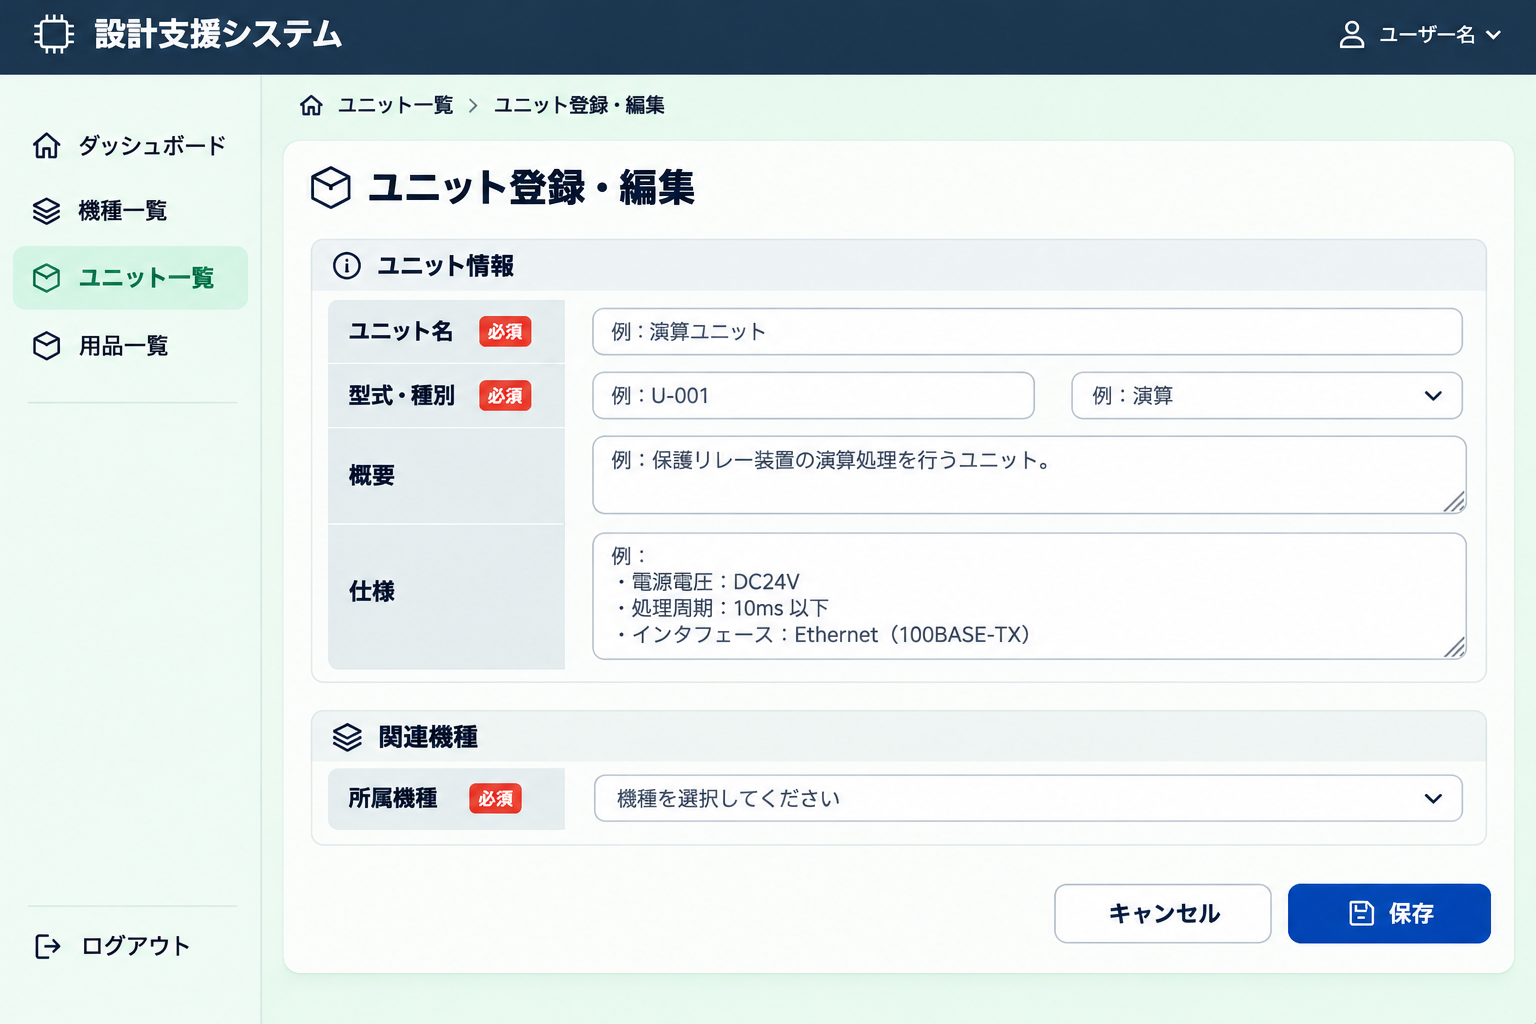 設計支援システム
ユーザー名
ダッシュボード
機種一覧
ユニット一覧
用品一覧
ログアウト
ユニット一覧 > ユニット登録・編集
ユニット登録・編集
ユニット情報
ユニット名 必須
例：演算ユニット
型式・種別 必須
例：U-001
例：演算
概要
例：保護リレー装置の演算処理を行うユニット。
仕様
例：
・電源電圧：DC24V
・処理周期：10ms 以下
・インタフェース：Ethernet（100BASE-TX）
関連機種
所属機種 必須
機種を選択してください
キャンセル
保存